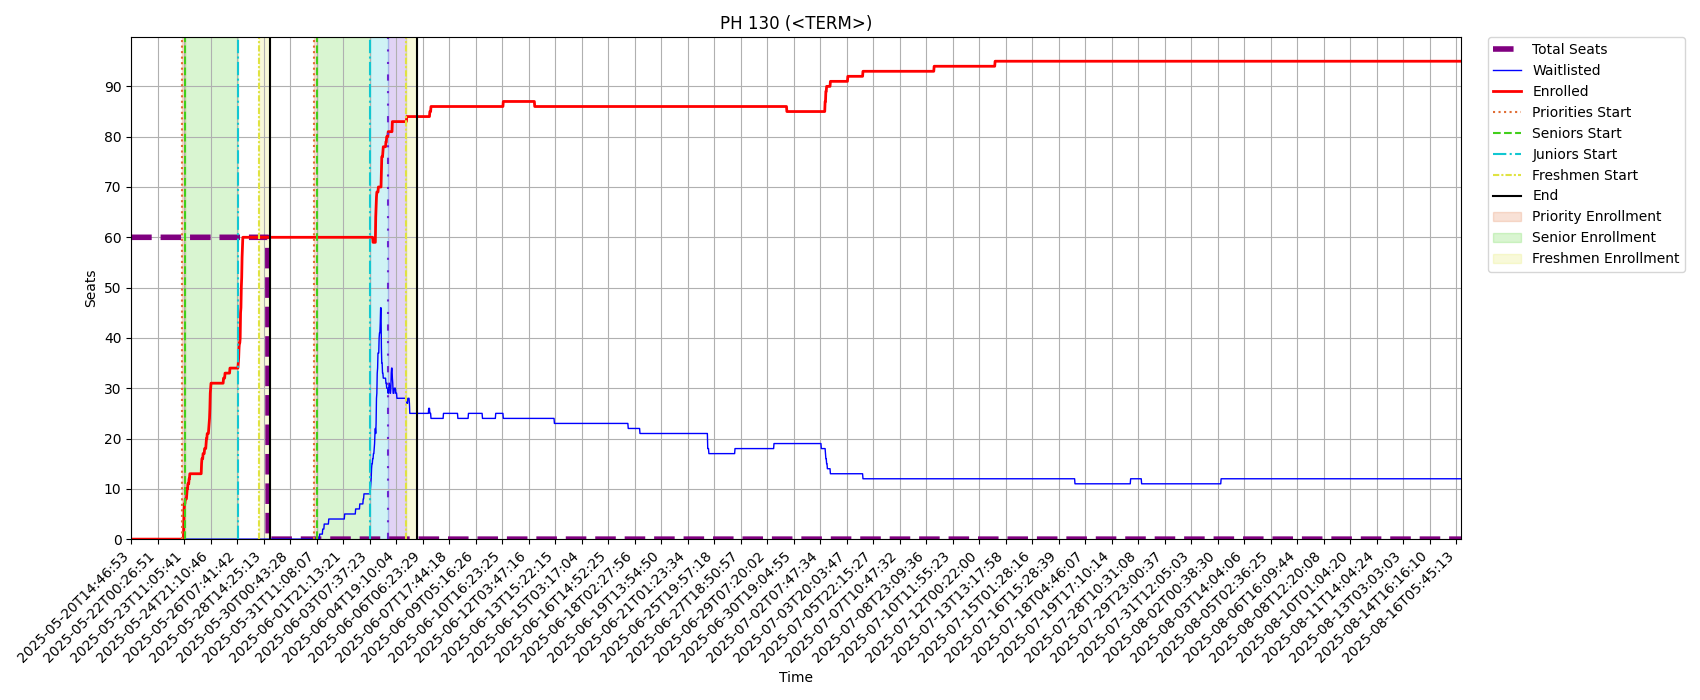 PH 130 (<TERM>)
Total Seats
Waitlisted
Enrolled
Priorities Start
Seniors Start
Juniors Start
Freshmen Start
End
Priority Enrollment
Senior Enrollment
Freshmen Enrollment
90
80
70
60
50
40
30
20
10
0
Seats
2025-05-20T14:46:53
2025-05-22T00:26:51
2025-05-23T11:05:41
2025-05-24T21:10:46
2025-05-26T07:41:42
2025-05-28T14:25:13
2025-05-30T00:43:28
2025-05-31T11:08:07
2025-06-01T21:13:21
2025-06-03T07:37:23
2025-06-04T19:10:04
2025-06-06T06:23:29
2025-06-07T17:44:18
2025-06-09T05:16:26
2025-06-10T16:23:25
2025-06-12T03:47:16
2025-06-13T15:22:15
2025-06-15T03:17:04
2025-06-16T14:52:25
2025-06-18T02:27:56
2025-06-19T13:54:50
2025-06-21T01:23:34
2025-06-25T19:57:18
2025-06-27T18:50:57
2025-06-29T07:20:02
2025-06-30T19:04:55
2025-07-02T07:47:34
2025-07-03T20:03:47
2025-07-05T22:15:27
2025-07-07T10:47:32
2025-07-08T23:09:36
2025-07-10T11:55:23
2025-07-12T00:22:00
2025-07-13T13:17:58
2025-07-15T01:28:16
2025-07-16T15:28:39
2025-07-18T04:46:07
2025-07-19T17:10:14
2025-07-28T10:31:08
2025-07-29T23:00:37
2025-07-31T12:05:03
2025-08-02T00:38:30
2025-08-03T14:04:06
2025-08-05T02:36:25
2025-08-06T16:09:44
2025-08-08T12:20:08
2025-08-10T01:04:20
2025-08-11T14:04:24
2025-08-13T03:03:03
2025-08-14T16:16:10
2025-08-16T05:45:13
Time